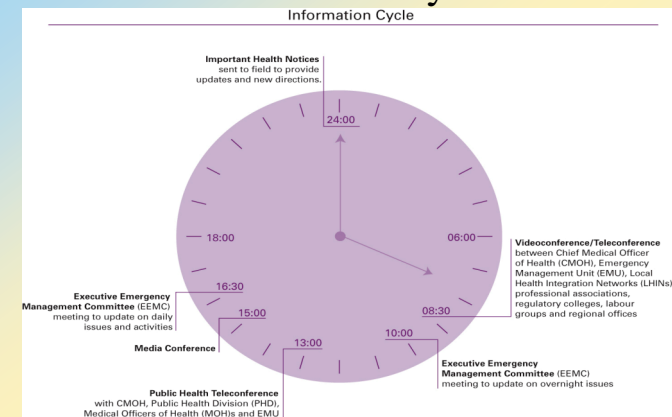 Information Cycle
Important Health Notices
sent to field to provide
updates and new directions.
24:00
18:00
06:00
Videoconference/Teleconference
between Chief Medical Officer
of Health (CMOH), Emergency
Management Unit (EMU), Local
Health Integration Networks (LHINs)
professional associations,
regulatory colleges, labour
groups and regional offices
16:30
Executive Emergency
Management Committee (EEMC)
meeting to update on daily
issues and activities
15:00
08:30
Media Conference
13:00
10:00
Executive Emergency
Management Committee (EEMC)
meeting to update on overnight issues
Public Health Teleconference
with CMOH, Public Health Division (PHD),
Medical Officers of Health (MOH)s and EMU